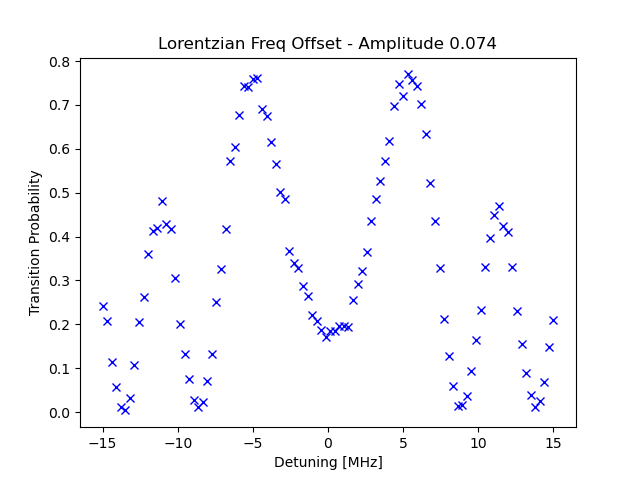 Lorentzian Freq Offset - Amplitude 0.074
0.8
0.7
0.6
0.5
0.4
0.3
0.2
0.1
0.0
Transition Probability
−15 −10 −5 0 5 10 15
Detuning [MHz]